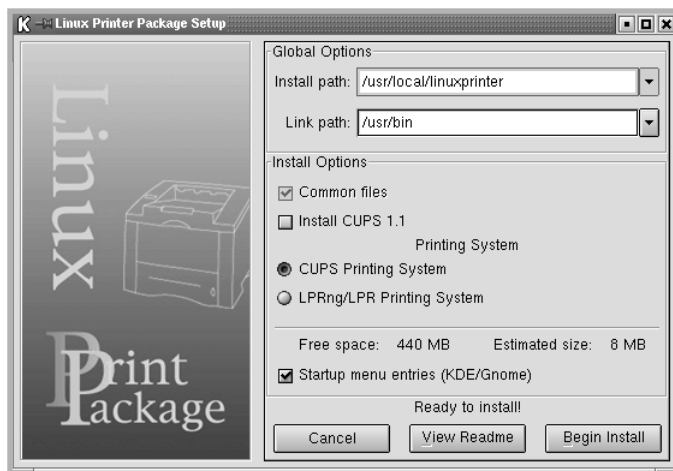 Linux Printer Package Setup
Linux
Print
Package
Global Options
Install path: /usr/local/linuxprinter
Link path: /usr/bin
Install Options
Common files
Install CUPS 1.1
Printing System
CUPS Printing System
LPRng/LPR Printing System
Free space: 440 MB Estimated size: 8 MB
Startup menu entries (KDE/Gnome)
Ready to install!
Cancel View Readme Begin Install